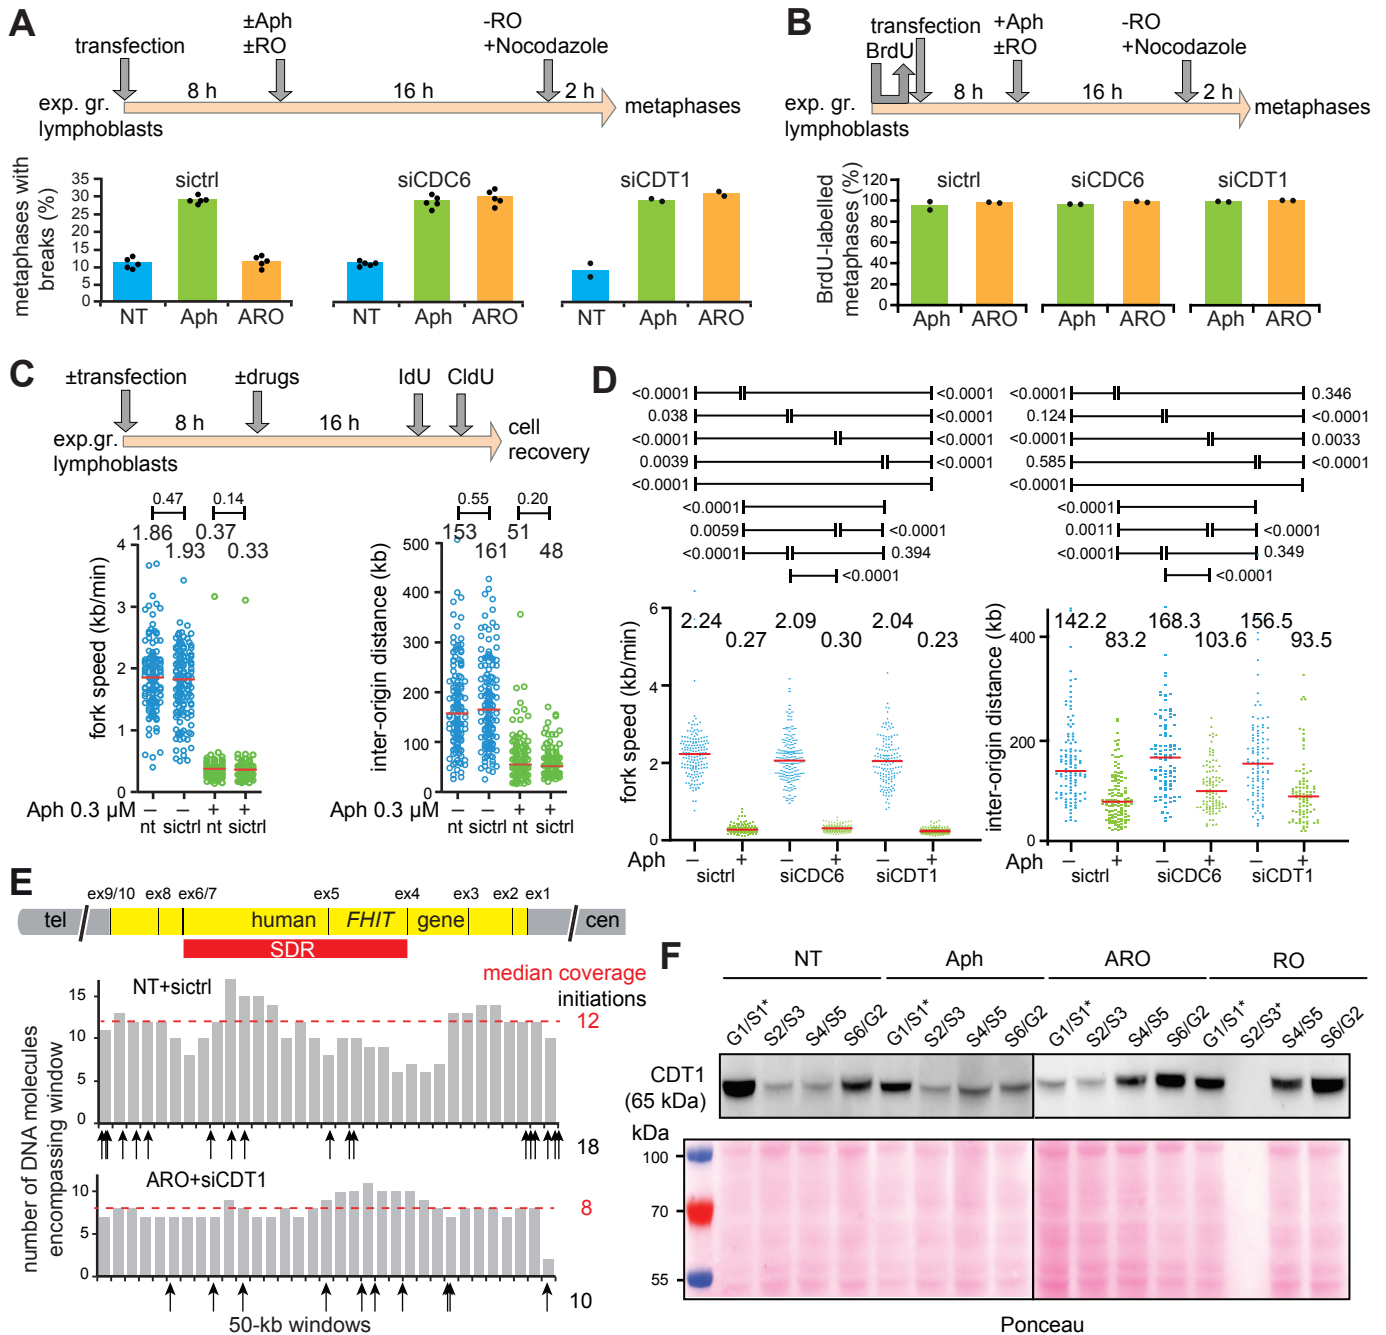 A
±Aph
-RO
transfection
±RO
+Nocodazole
8 h
16 h
2 h
exp. gr.
lymphoblasts
metaphases
metaphases with
breaks (%)
sictrl
siCDC6
siCDT1
35
30
25
20
15
10
5
0
NT
Aph
ARO
NT
Aph
ARO
NT
Aph
ARO
B
transfection
+Aph
-RO
BrdU
±RO
+Nocodazole
8 h
16 h
2 h
exp. gr.
lymphoblasts
metaphases
BrdU-labelled
metaphases (%)
sictrl
siCDC6
siCDT1
120
100
80
60
40
20
0
Aph
ARO
Aph
ARO
Aph
ARO
C
±transfection
±drugs
IdU
CldU
8 h
16 h
exp.gr.
lymphoblasts
cell
recovery
0.47
0.14
1.86
0.37
1.93
0.33
fork speed (kb/min)
4
3
2
1
0
Aph 0.3 µM
–
–
+
+
nt
sictrl
nt
sictrl
0.55
0.20
153
51
161
48
inter-origin distance (kb)
500
400
300
200
100
0
Aph 0.3 µM
–
–
+
+
nt
sictrl
nt
sictrl
D
<0.0001
<0.0001
0.038
<0.0001
<0.0001
<0.0001
0.0039
<0.0001
<0.0001
<0.0001
0.0059
<0.0001
<0.0001
0.394
<0.0001
fork speed (kb/min)
6
4
2
0
2.24
0.27
2.09
0.30
2.04
0.23
Aph
–
+
–
+
–
+
sictrl
siCDC6
siCDT1
<0.0001
0.346
0.124
<0.0001
<0.0001
0.0033
0.585
<0.0001
<0.0001
<0.0001
0.0011
<0.0001
<0.0001
0.349
<0.0001
inter-origin distance (kb)
400
200
0
142.2
83.2
168.3
103.6
156.5
93.5
Aph
–
+
–
+
–
+
sictrl
siCDC6
siCDT1
E
ex9/10
ex8
ex6/7
ex5
ex4
ex3
ex2
ex1
tel
human
FHIT
gene
cen
SDR
median coverage
initiations
number of DNA molecules
encompassing window
NT+sictrl
15
10
5
0
12
18
ARO+siCDT1
10
5
0
8
10
50-kb windows
F
NT
Aph
ARO
RO
G1/S1*
S2/S3
S4/S5
S6/G2
G1/S1*
S2/S3
S4/S5
S6/G2
G1/S1*
S2/S3
S4/S5
S6/G2
G1/S1*
S2/S3+
S4/S5
S6/G2
CDT1
(65 kDa)
kDa
100
70
55
Ponceau